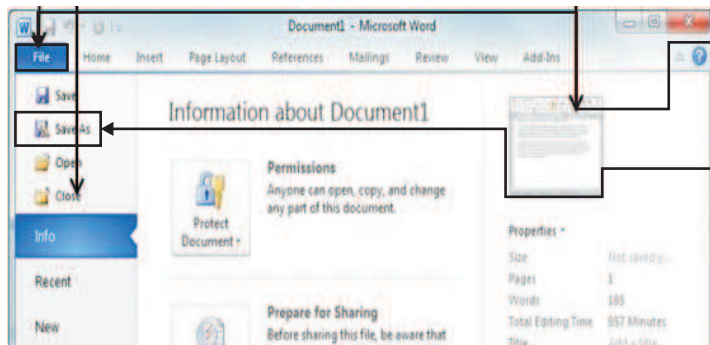 Document1 - Microsoft Word
File Home Insert Page Layout References Mailings Review View Add-Ins
Save
Save As
Open
Close
Info
Recent
New
Information about Document1
Protect
Document
Permissions
Anyone can open, copy, and change
any part of this document.
Prepare for Sharing
Before sharing this file, be aware that
Properties
Size Not saved y...
Pages 1
Words 185
Total Editing Time 957 Minutes
Title Add a title